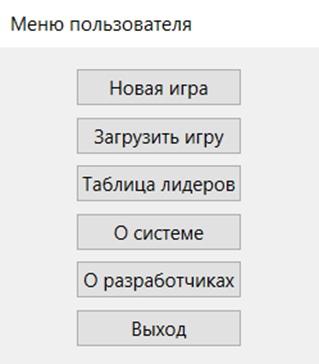 Меню пользователя
Новая игра
Загрузить игру
Таблица лидеров
О системе
О разработчиках
Выход